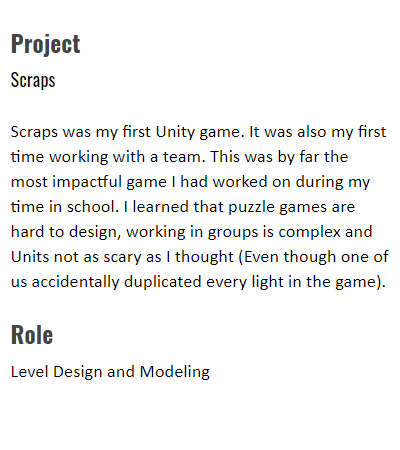 Project
Scraps
Scraps was my first Unity game. It was also my first
time working with a team. This was by far the
most impactful game I had worked on during my
time in school. I learned that puzzle games are
hard to design, working in groups is complex and
Units not as scary as I thought (Even though one of
us accidentally duplicated every light in the game).
Role
Level Design and Modeling